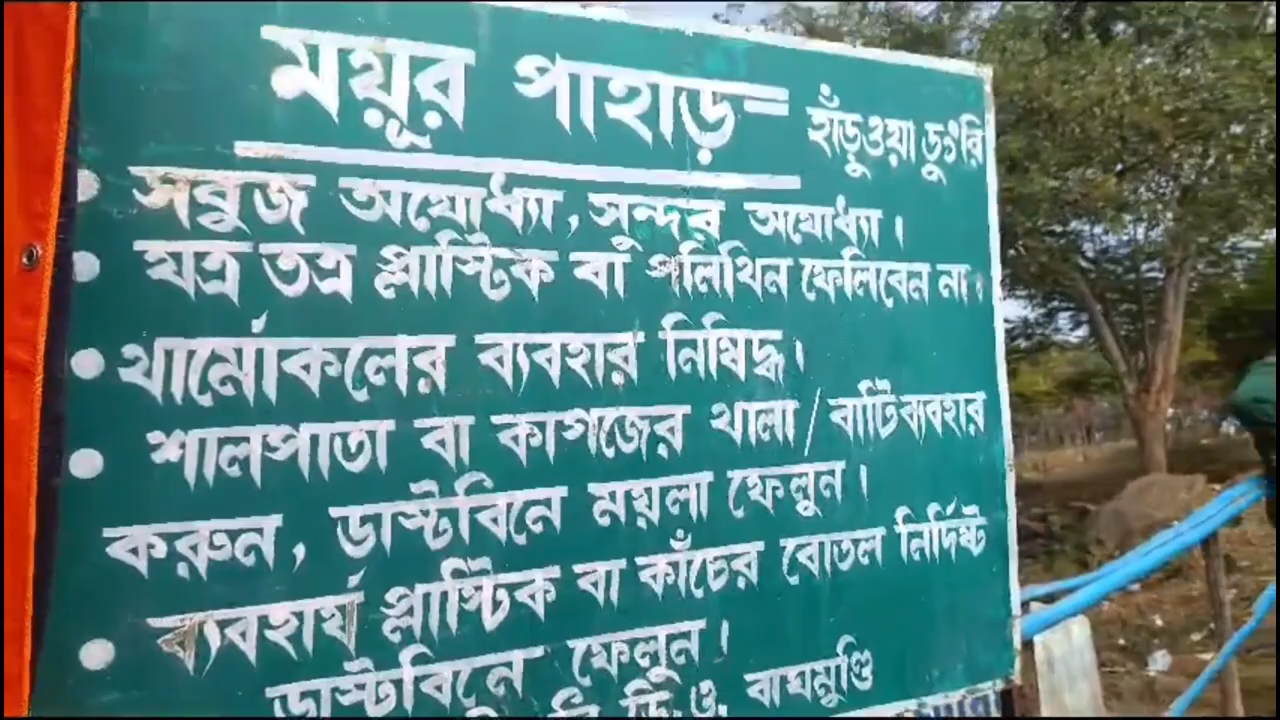 ময়ূর পাহাড় = হাঁড়ুওয়া ডুংরি
• সবুজ অযোধ্যা, সুন্দর অযোধ্যা।
• যত্র তত্র প্লাস্টিক বা পলিথিন ফেলিবেন না।
• থার্মোকলের ব্যবহার নিষিদ্ধ।
• শালপাতা বা কাগজের থালা/বাটি ব্যবহার
করুন, ডাস্টবিনে ময়লা ফেলুন।
• ব্যবহার্য প্লাস্টিক বা কাঁচের বোতল নির্দিষ্ট
ডাস্টবিনে ফেলুন।
বি.ডি.ও. বাঘমুণ্ডি